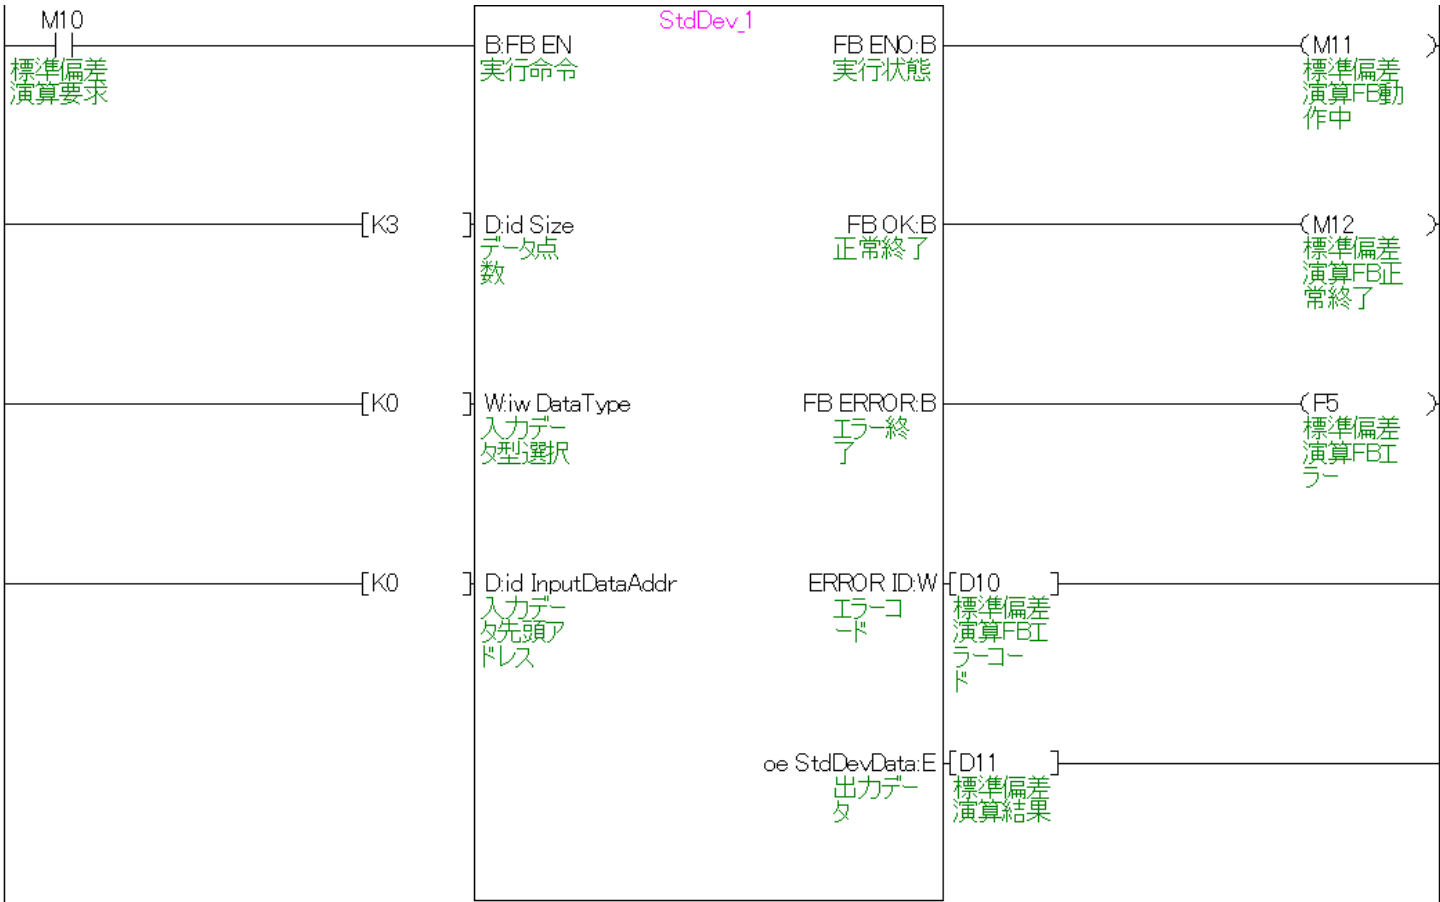 StdDev_1
M10
標準偏差
演算要求
B:FB EN
実行命令
FB ENO:B
実行状態
(M11 )
標準偏差
演算FB動
作中
[K3 ]
D:id Size
データ点
数
FB OK:B
正常終了
(M12 )
標準偏差
演算FB正
常終了
[K0 ]
W:iw DataType
入力デー
タ型選択
FB ERROR:B
エラー終
了
(F5 )
標準偏差
演算FBエ
ラー
[K0 ]
D:id InputDataAddr
入力デー
タ先頭ア
ドレス
ERROR ID:W
エラーコ
ード
[D10 ]
標準偏差
演算FBエ
ラーコー
ド
oe StdDevData:E
出力デー
タ
[D11 ]
標準偏差
演算結果